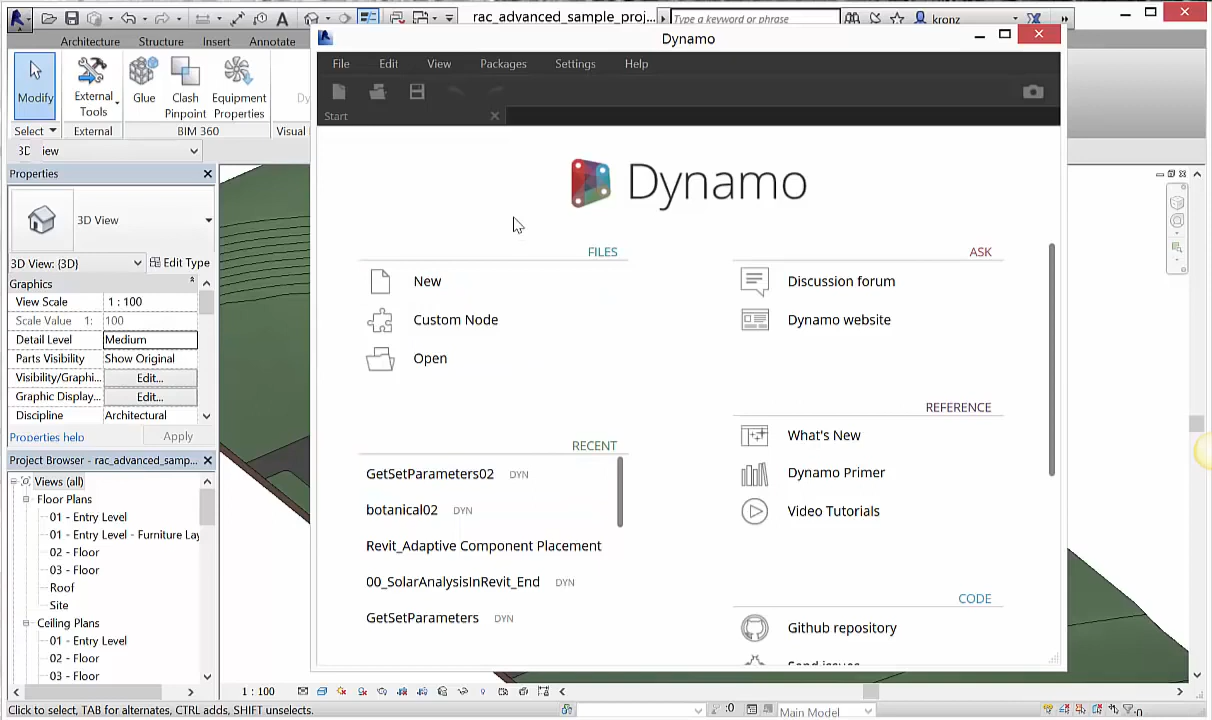 rac_advanced_sample_proj...
Type a keyword or phrase
kronz
Architecture
Structure
Insert
Annotate
Modify
External
Tools
Glue
Clash
Pinpoint
Equipment
Properties
Dy
Select
External
BIM 360
Visual
3D View
Properties
3D View
3D View: {3D}
Edit Type
Graphics
View Scale
1 : 100
Scale Value 1:
100
Detail Level
Medium
Parts Visibility
Show Original
Visibility/Graphi...
Edit...
Graphic Display...
Edit...
Discipline
Architectural
Properties help
Apply
Project Browser - rac_advanced_samp...
Views (all)
Floor Plans
01 - Entry Level
01 - Entry Level - Furniture Lay
02 - Floor
03 - Floor
Roof
Site
Ceiling Plans
01 - Entry Level
02 - Floor
03 - Floor
Dynamo
File
Edit
View
Packages
Settings
Help
Start
Dynamo
FILES
New
Custom Node
Open
RECENT
GetSetParameters02 DYN
botanical02 DYN
Revit_Adaptive Component Placement
00_SolarAnalysisInRevit_End DYN
GetSetParameters DYN
ASK
Discussion forum
Dynamo website
REFERENCE
What's New
Dynamo Primer
Video Tutorials
CODE
Github repository
Send issues
1 : 100
Click to select, TAB for alternates, CTRL adds, SHIFT unselects.
:0
Main Model
:0